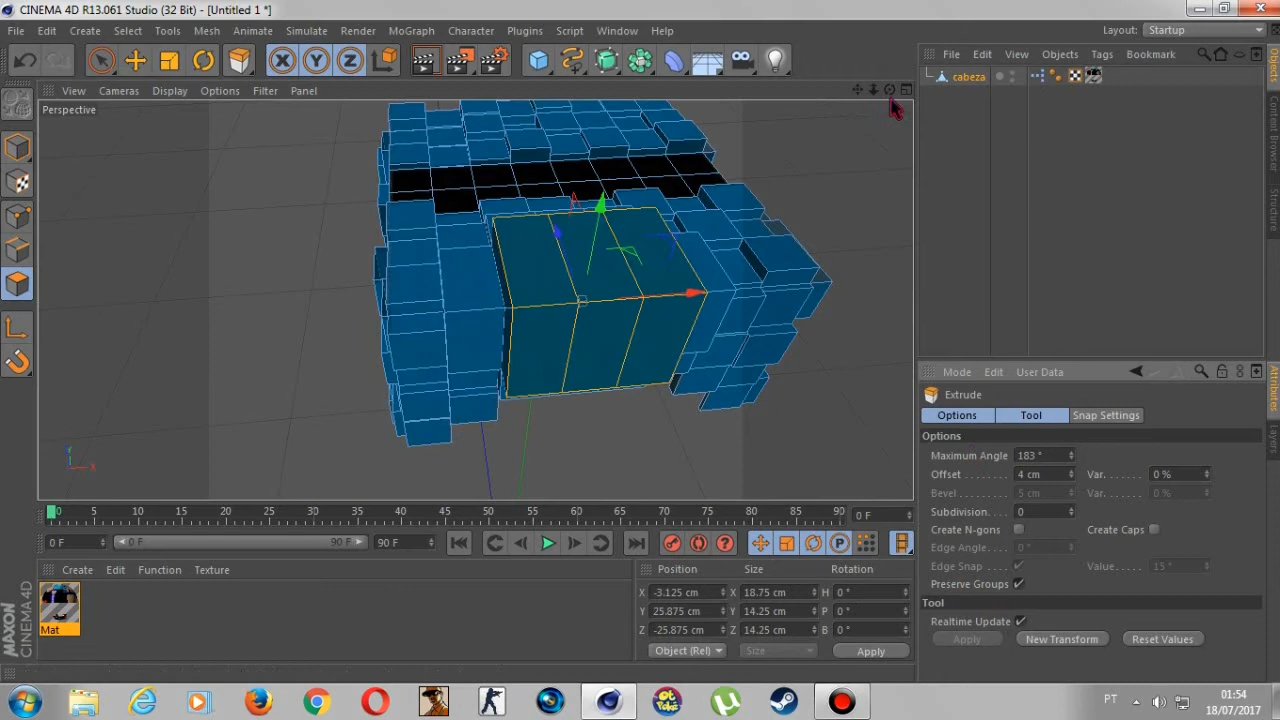 CINEMA 4D R13.061 Studio (32 Bit) - [Untitled 1 *]
File Edit Create Select Tools Mesh Animate Simulate Render MoGraph Character Plugins Script Window Help
Layout: Startup
View Cameras Display Options Filter Panel
File Edit View Objects Tags Bookmark
Perspective
cabeza
Objects
Content Browser
Structure
Mode Edit User Data
Attributes
Layers
Extrude
Options Tool Snap Settings
Options
Maximum Angle 183 °
Offset 4 cm Var. 0 %
Bevel 5 cm Var. 0 %
Subdivision 0
Create N-gons Create Caps
Edge Angle 0 °
Edge Snap Value 15 °
Preserve Groups
Tool
Realtime Update
Apply New Transform Reset Values
X
Y
X Y Z
0 5 10 15 20 25 30 35 40 45 50 55 60 65 70 75 80 85 90 0 F
0 F 0 F 90 F 90 F
P
Create Edit Function Texture
Mat
Position Size Rotation
X -3.125 cm X 18.75 cm H 0 °
Y 25.875 cm Y 14.25 cm P 0 °
Z -25.875 cm Z 14.25 cm B 0 °
Object (Rel) Size Apply
MAXON
CINEMA 4D
PT
01:54
18/07/2017